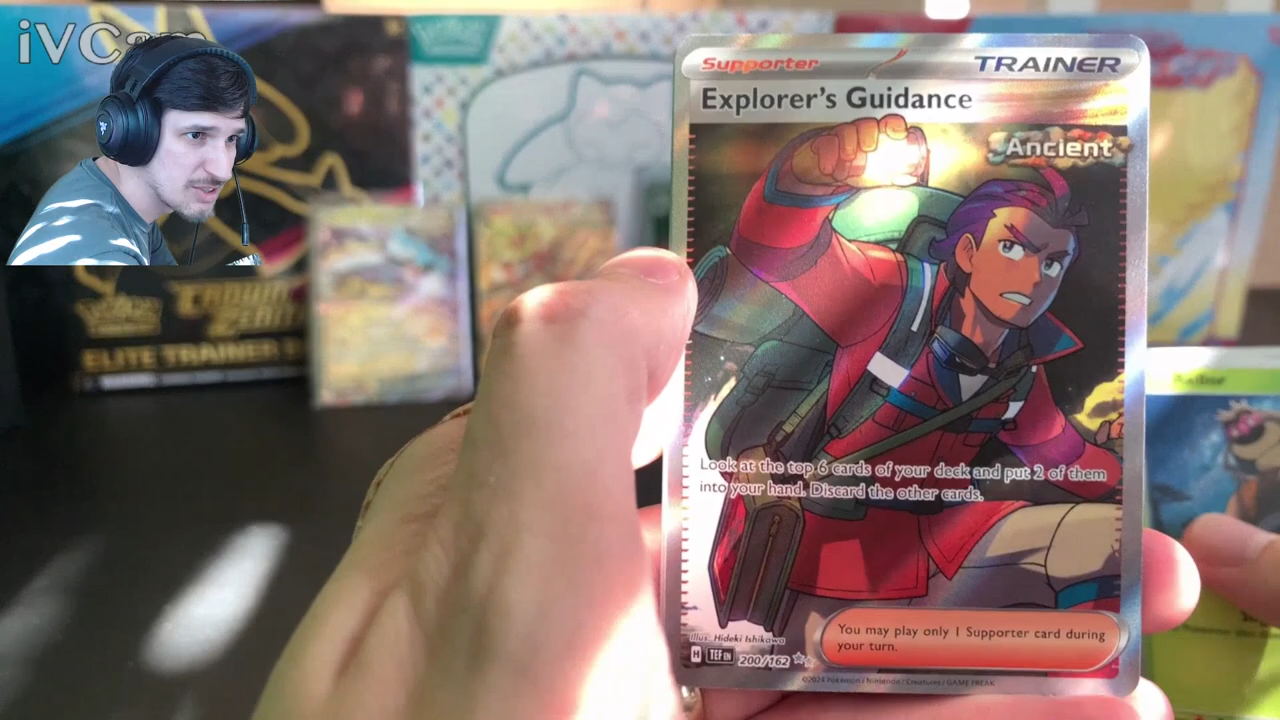 iVCam
Supporter
TRAINER
Explorer's Guidance
Ancient
Look at the top 6 cards of your deck and put 2 of them
into your hand. Discard the other cards.
Illus. Hideki Ishikawa
You may play only 1 Supporter card during
your turn.
H TEF EN 200/162
©2024 Pokémon / Nintendo / Creatures / GAME FREAK
CROWN
ZENITH
ELITE TRAINER